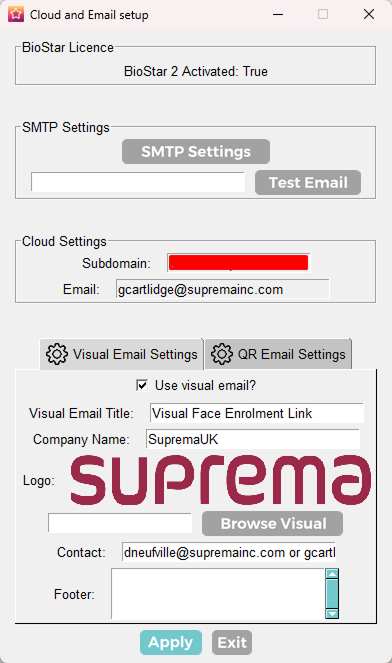 Cloud and Email setup
BioStar Licence
BioStar 2 Activated: True
SMTP Settings
SMTP Settings
Test Email
Cloud Settings
Subdomain:
Email: gcartlidge@supremainc.com
Visual Email Settings QR Email Settings
Use visual email?
Visual Email Title: Visual Face Enrolment Link
Company Name: SupremaUK
Logo: suprema
Browse Visual
Contact: dneufville@supremainc.com or gcartl
Footer:
Apply Exit